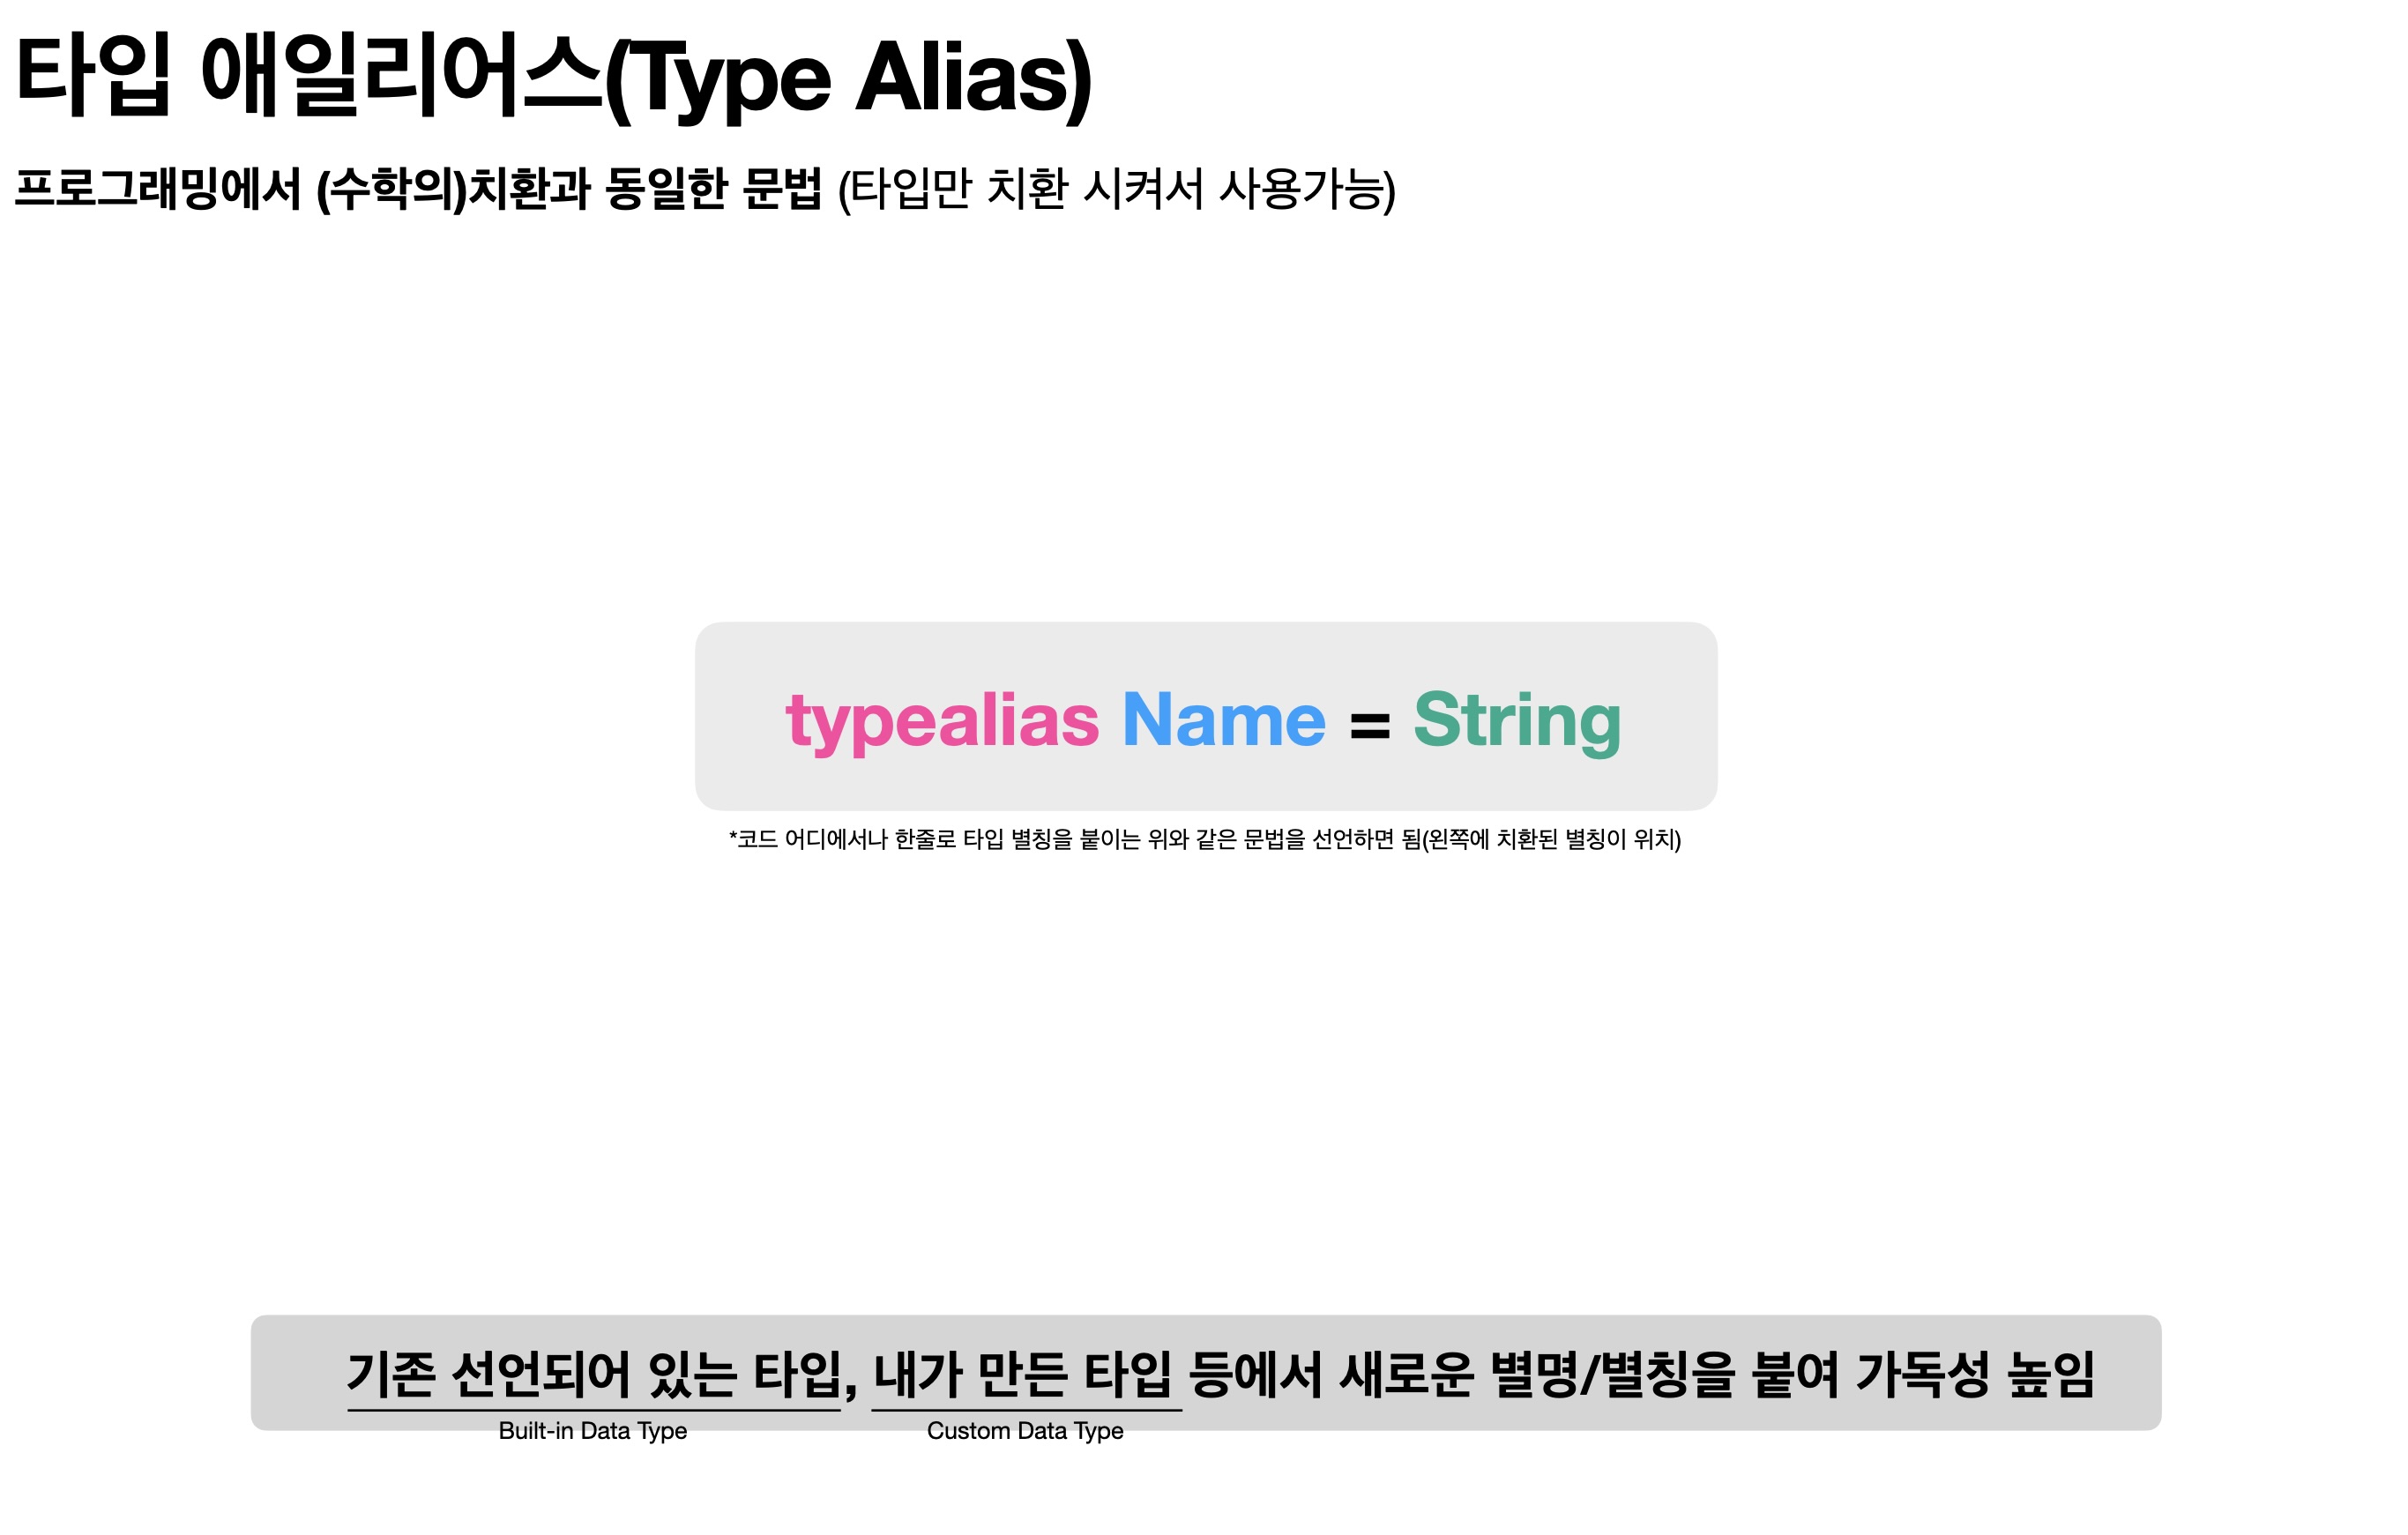 타입 애일리어스(Type Alias)
프로그래밍에서 (수학의)치환과 동일한 문법 (타입만 치환 시켜서 사용가능)
typealias Name = String
*코드 어디에서나 한줄로 타입 별칭을 붙이는 위와 같은 문법을 선언하면 됨(왼쪽에 치환된 별칭이 위치)
기존 선언되어 있는 타입, 내가 만든 타입 등에서 새로운 별명/별칭을 붙여 가독성 높임
Built-in Data Type Custom Data Type